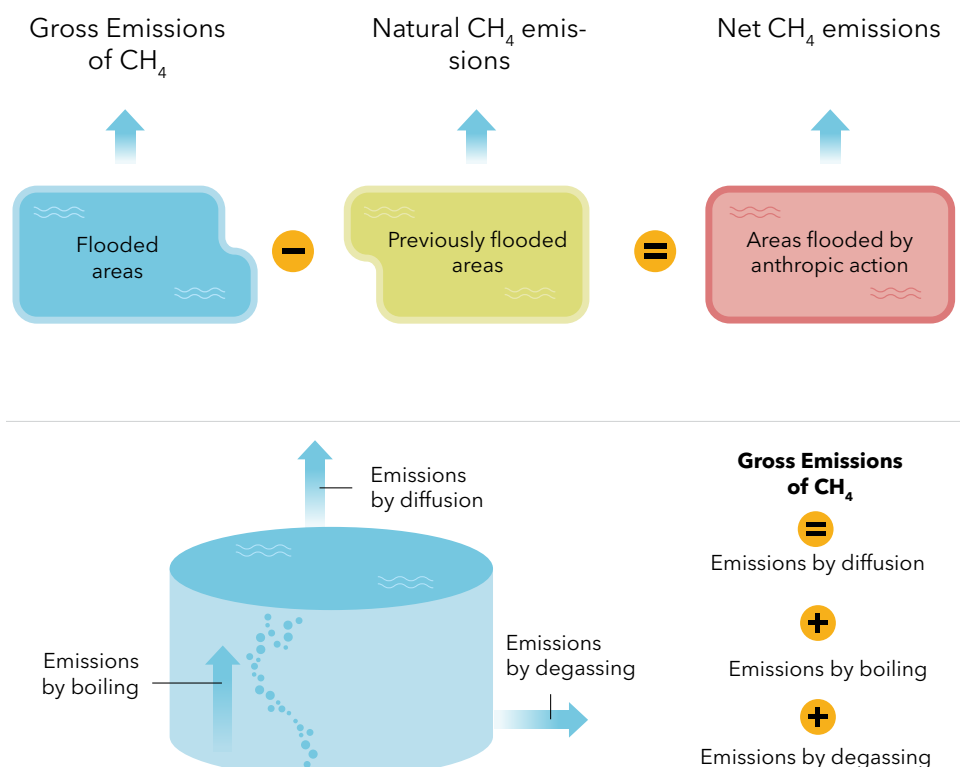 Gross Emissions
of CH₄
Natural CH₄ emis-
sions
Net CH₄ emissions
Flooded
areas
−
Previously flooded
areas
=
Areas flooded by
anthropic action
Emissions
by diffusion
Emissions
by boiling
Emissions
by degassing
Gross Emissions
of CH₄
=
Emissions by diffusion
+
Emissions by boiling
+
Emissions by degassing